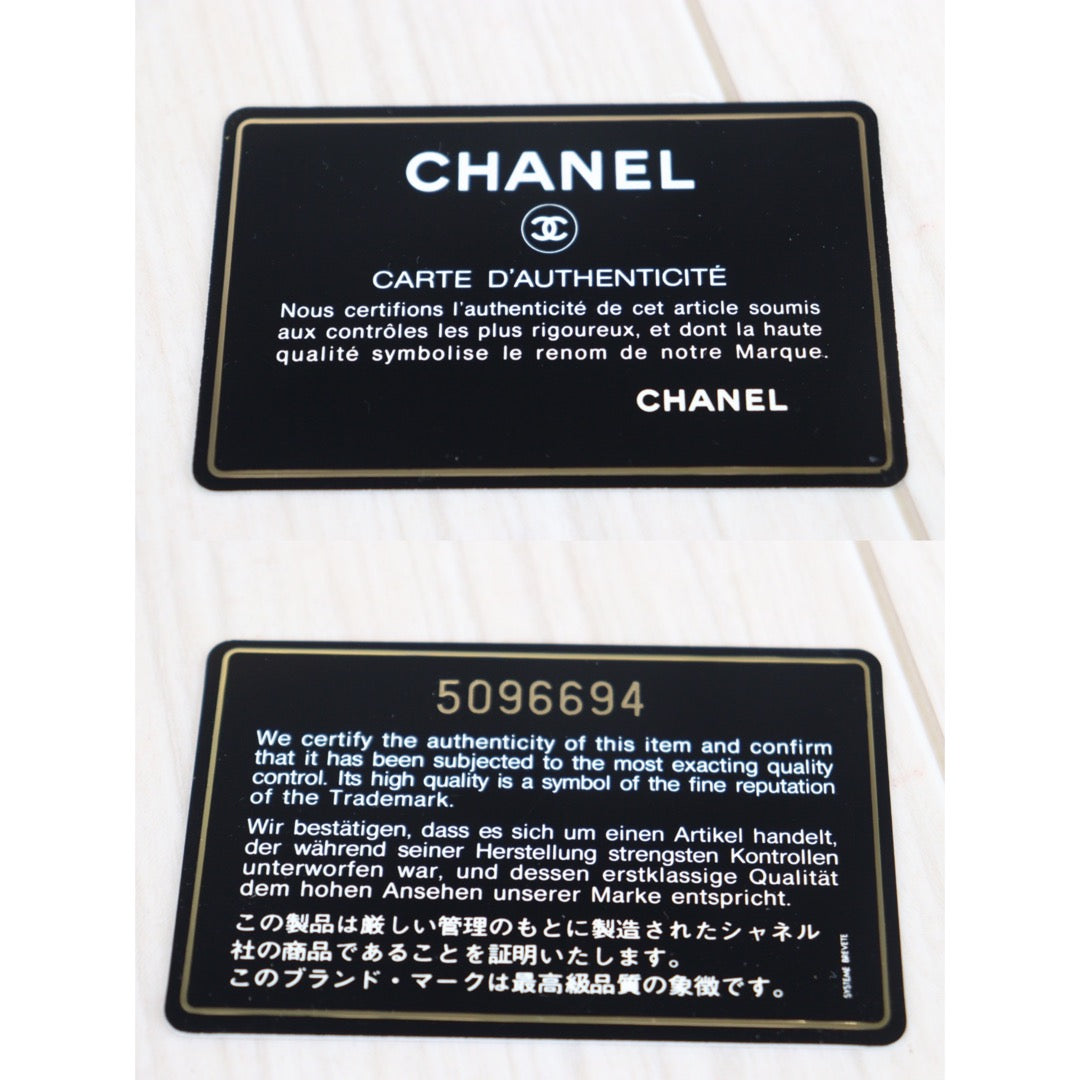 CHANEL
CARTE D'AUTHENTICITÉ
Nous certifions l'authenticité de cet article soumis
aux contrôles les plus rigoureux, et dont la haute
qualité symbolise le renom de notre Marque.
CHANEL
5096694
We certify the authenticity of this item and confirm
that it has been subjected to the most exacting quality
control. Its high quality is a symbol of the fine reputation
of the Trademark.
Wir bestätigen, dass es sich um einen Artikel handelt,
der während seiner Herstellung strengsten Kontrollen
unterworfen war, und dessen erstklassige Qualität
dem hohen Ansehen unserer Marke entspricht.
この製品は厳しい管理のもとに製造されたシャネル
社の商品であることを証明いたします。
このブランド・マークは最高級品質の象徴です。
SYSTEME BREVETE